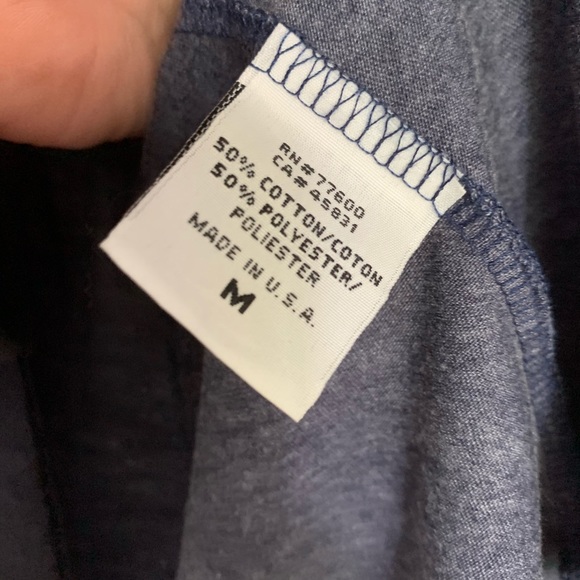 RN# 77600
CA# 45831
50% COTTON/COTON
50% POLYESTER/
POLIESTER
MADE IN U.S.A.
M